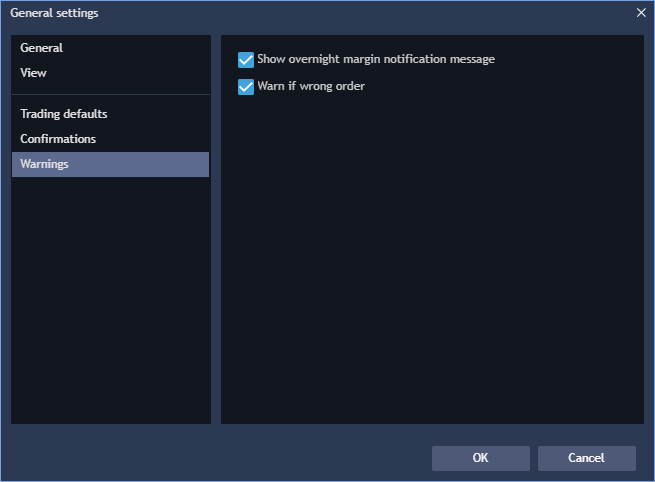 General settings
General
View
Trading defaults
Confirmations
Warnings
Show overnight margin notification message
Warn if wrong order
OK
Cancel